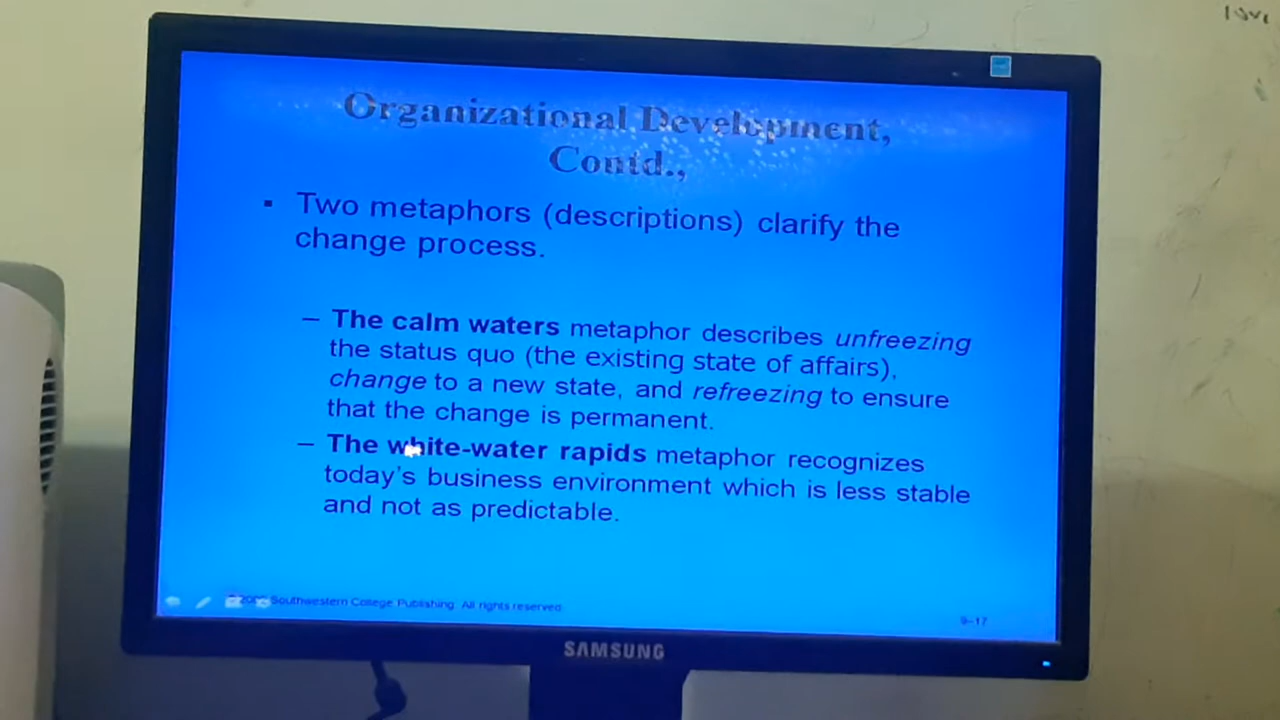 Organizational Development,
Contd.,
▪ Two metaphors (descriptions) clarify the
change process.
– The calm waters metaphor describes unfreezing
the status quo (the existing state of affairs),
change to a new state, and refreezing to ensure
that the change is permanent.
– The white-water rapids metaphor recognizes
today's business environment which is less stable
and not as predictable.
Southwestern College Publishing. All rights reserved
9–17
SAMSUNG